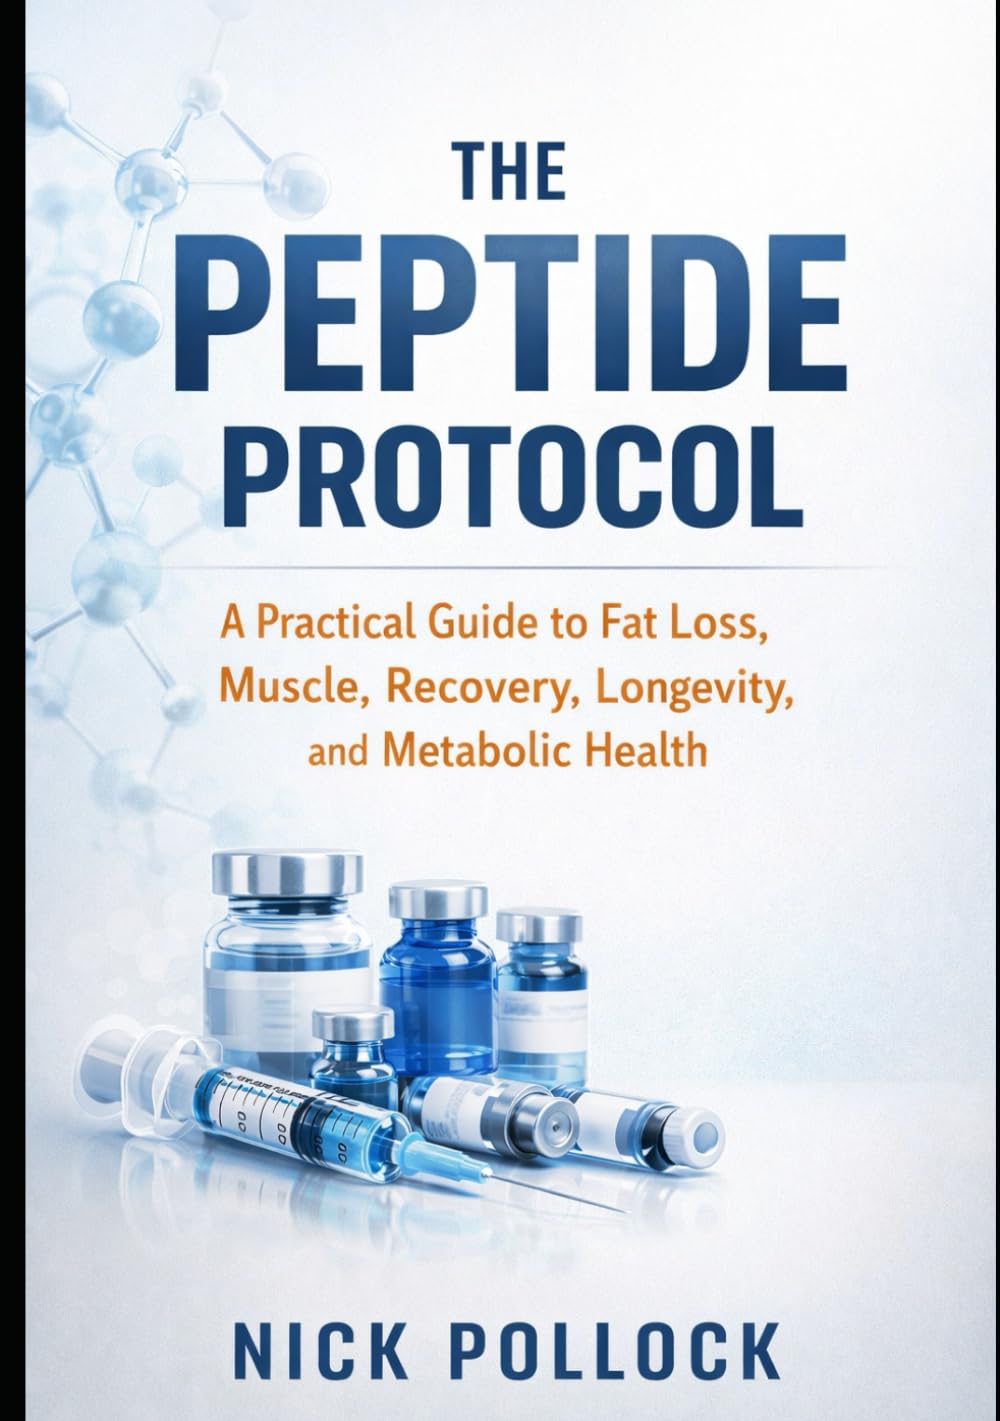 THE
PEPTIDE
PROTOCOL
A Practical Guide to Fat Loss,
Muscle, Recovery, Longevity,
and Metabolic Health
NICK POLLOCK